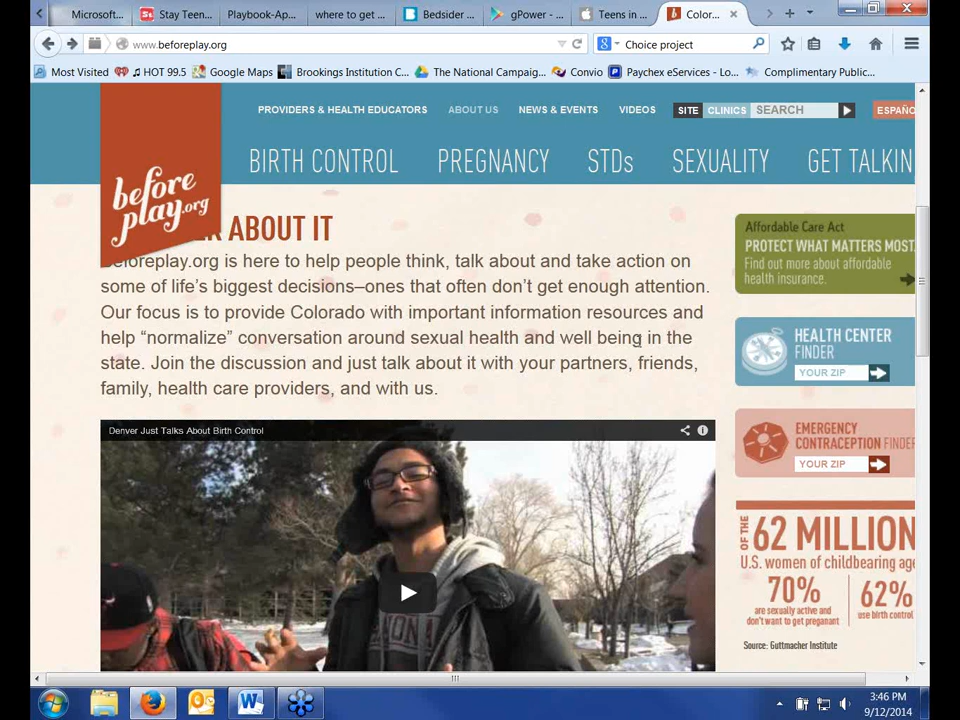 Microsoft...
Stay Teen...
Playbook-Ap...
where to get ...
Bedsider ...
gPower - ...
Teens in ...
Color...
www.beforeplay.org
Choice project
Most Visited
HOT 99.5
Google Maps
Brookings Institution C...
The National Campaig...
Convio
Paychex eServices - Lo...
Complimentary Public...
PROVIDERS & HEALTH EDUCATORS
ABOUT US
NEWS & EVENTS
VIDEOS
SITE
CLINICS
SEARCH
ESPAÑO
before
play.org
BIRTH CONTROL
PREGNANCY
STDs
SEXUALITY
GET TALKIN
ABOUT IT
beforeplay.org is here to help people think, talk about and take action on
some of life's biggest decisions–ones that often don't get enough attention.
Our focus is to provide Colorado with important information resources and
help “normalize” conversation around sexual health and well being in the
state. Join the discussion and just talk about it with your partners, friends,
family, health care providers, and with us.
Denver Just Talks About Birth Control
Affordable Care Act
PROTECT WHAT MATTERS MOST.
Find out more about affordable
health insurance.
HEALTH CENTER
FINDER
YOUR ZIP
EMERGENCY
CONTRACEPTION FINDER
YOUR ZIP
OF THE
62 MILLION
U.S. women of childbearing age
70%
are sexually active and
don't want to get pregnant
62%
use birth control
Source: Guttmacher Institute
3:46 PM
9/12/2014